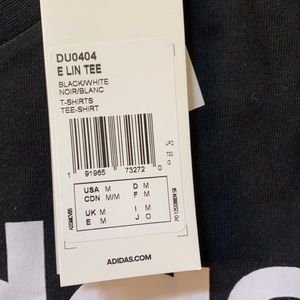 DU0404
E LIN TEE
BLACK/WHITE
NOIR/BLANC
T-SHIRTS
TEE-SHIRT
1 91965 73272 0
USA M D M
CDN M/M F M
UK M I M
E M J O
ADIDAS.COM